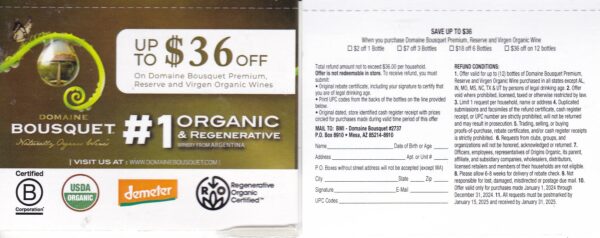 UP TO $36 OFF
On Domaine Bousquet Premium,
Reserve and Virgen Organic Wines
DOMAINE
BOUSQUET
Naturally Organic Wines
#1 ORGANIC
& REGENERATIVE
WINERY FROM ARGENTINA
| VISIT US AT : WWW.DOMAINEBOUSQUET.COM |
Certified
B
Corporation
USDA
ORGANIC
demeter
Regenerative
Organic
Certified™
SAVE UP TO $36
When you purchase Domaine Bousquet Premium, Reserve and Virgen Organic Wine
$2 off 1 Bottle $7 off 3 Bottles $18 off 6 Bottles $36 off on 12 bottles
Total refund amount not to exceed $36.00 per household.
Offer is not redeemable in store. To receive refund, you must submit:
• Original rebate certificate, including your signature to certify that
you are of legal drinking age.
• Print UPC codes from the backs of the bottles on the line provided
below.
• Original dated, store identified cash register receipt with prices
circled for purchases made during valid time period of this offer
MAIL TO: BMI - Domaine Bousquet #2737
P.O. Box 8910 • Mesa, AZ 85214-8910
Name Date of Birth or Age
Address Apt. or Unit #
P.O. Boxes without street address will not be accepted (except WA)
City State Zip
Signature E-Mail
UPC Codes
REFUND CONDITIONS:
1. Offer valid for up to (12) bottles of Domaine Bousquet Premium,
Reserve and Virgen Organic Wine purchased in all states except AL,
IN, MO, MS, NC, TX & UT by persons of legal drinking age. 2. Offer
void where prohibited, licensed, taxed or otherwise restricted by law.
3. Limit 1 request per household, name or address 4. Duplicated
submissions and facsimiles of the refund certificate, cash register
receipt, or UPC number are strictly prohibited, will not be returned
and may result in prosecution. 5. Trading, selling, or buying
proofs-of-purchase, rebate certificates, and/or cash register receipts
is strictly prohibited. 6. Requests from clubs, groups, and
organizations will not be honored, acknowledged or returned. 7.
Officers, employees, representatives of Origins Organic, its parent,
affiliate, and subsidiary companies, wholesalers, distributors,
licensed retailers and members of their households are not eligible.
8. Please allow 6-8 weeks for delivery of rebate check. 9. Not
responsible for lost, damaged, misdirected or postage due mail. 10.
Offer valid only for purchases made January 1, 2024 through
December 31, 2024. 11. All requests must be postmarked by
January 15, 2025 and received by January 31, 2025.